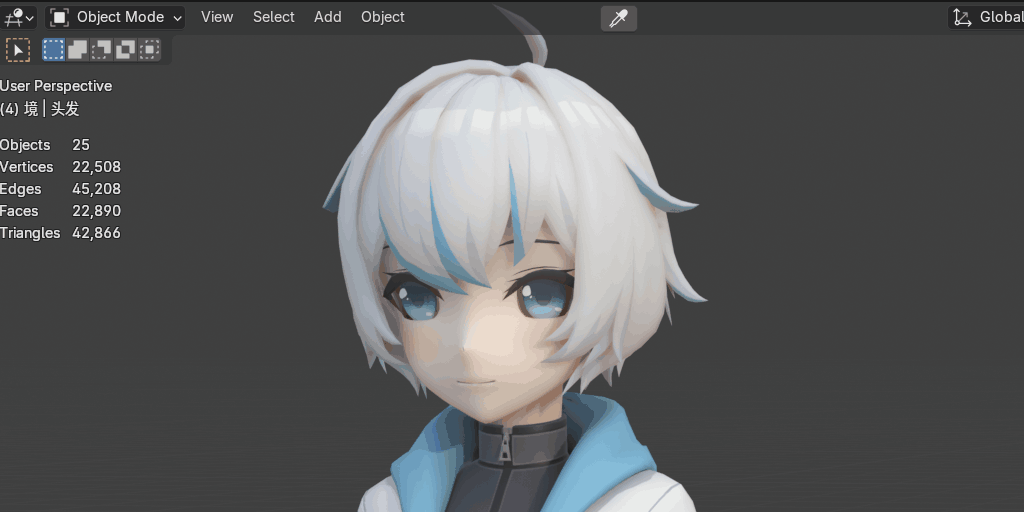 Object Mode View Select Add Object Global
User Perspective
(4) 境 | 头发
Objects 25
Vertices 22,508
Edges 45,208
Faces 22,890
Triangles 42,866